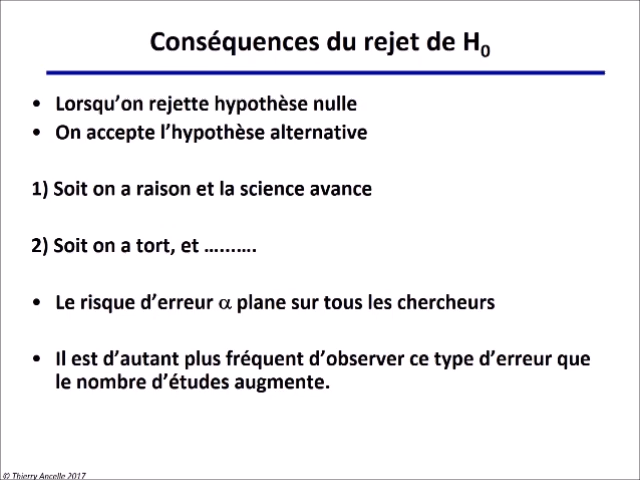 Conséquences du rejet de H0
• Lorsqu'on rejette hypothèse nulle
• On accepte l'hypothèse alternative
1) Soit on a raison et la science avance
2) Soit on a tort, et ……….
• Le risque d'erreur α plane sur tous les chercheurs
• Il est d'autant plus fréquent d'observer ce type d'erreur que
le nombre d'études augmente.
© Thierry Ancelle 2017